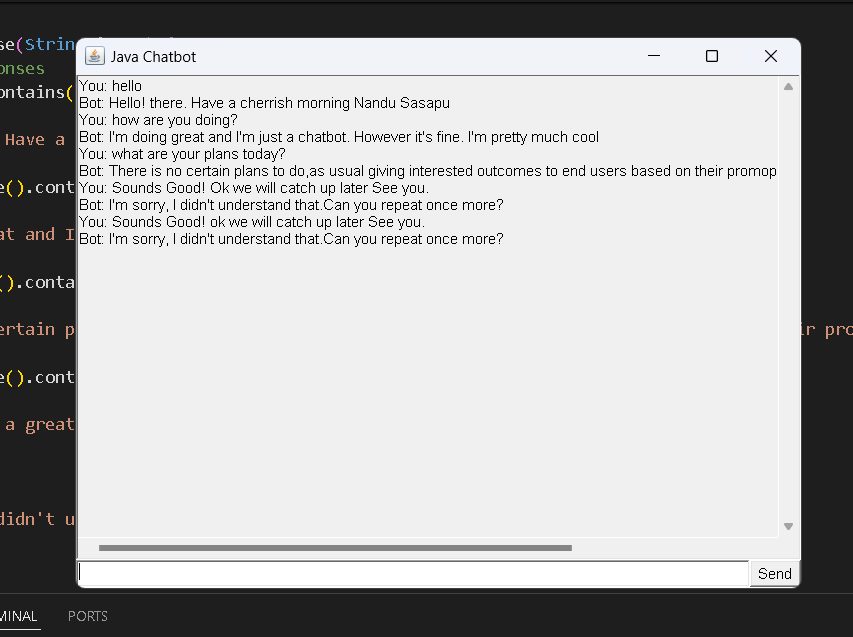 Java Chatbot
You: hello
Bot: Hello! there. Have a cherrish morning Nandu Sasapu
You: how are you doing?
Bot: I'm doing great and I'm just a chatbot. However it's fine. I'm pretty much cool
You: what are your plans today?
Bot: There is no certain plans to do,as usual giving interested outcomes to end users based on their promop
You: Sounds Good! Ok we will catch up later See you.
Bot: I'm sorry, I didn't understand that.Can you repeat once more?
You: Sounds Good! ok we will catch up later See you.
Bot: I'm sorry, I didn't understand that.Can you repeat once more?
Send
se(Strin
onses
ontains(
Have a
e().cont
at and I
().conta
ertain p
ir pro
e().cont
a great
didn't u
MINAL
PORTS